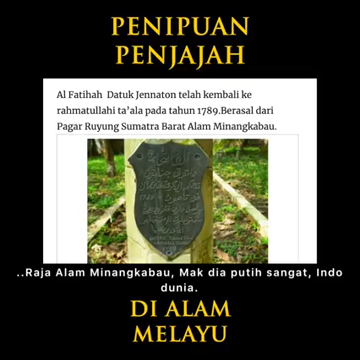 PENIPUAN
PENJAJAH
Al Fatihah Datuk Jennaton telah kembali ke
rahmatullahi ta'ala pada tahun 1789.Berasal dari
Pagar Ruyung Sumatra Barat Alam Minangkabau.
..Raja Alam Minangkabau, Mak dia putih sangat, Indo
dunia.
DI ALAM
MELAYU